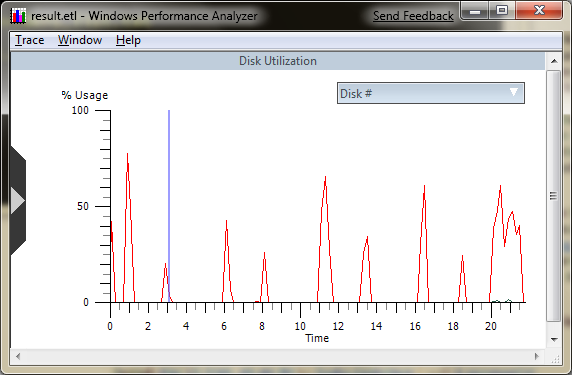 result.etl - Windows Performance Analyzer
Send Feedback
Trace Window Help
Disk Utilization
Disk #
% Usage
100
50
0
0 2 4 6 8 10 12 14 16 18 20
Time